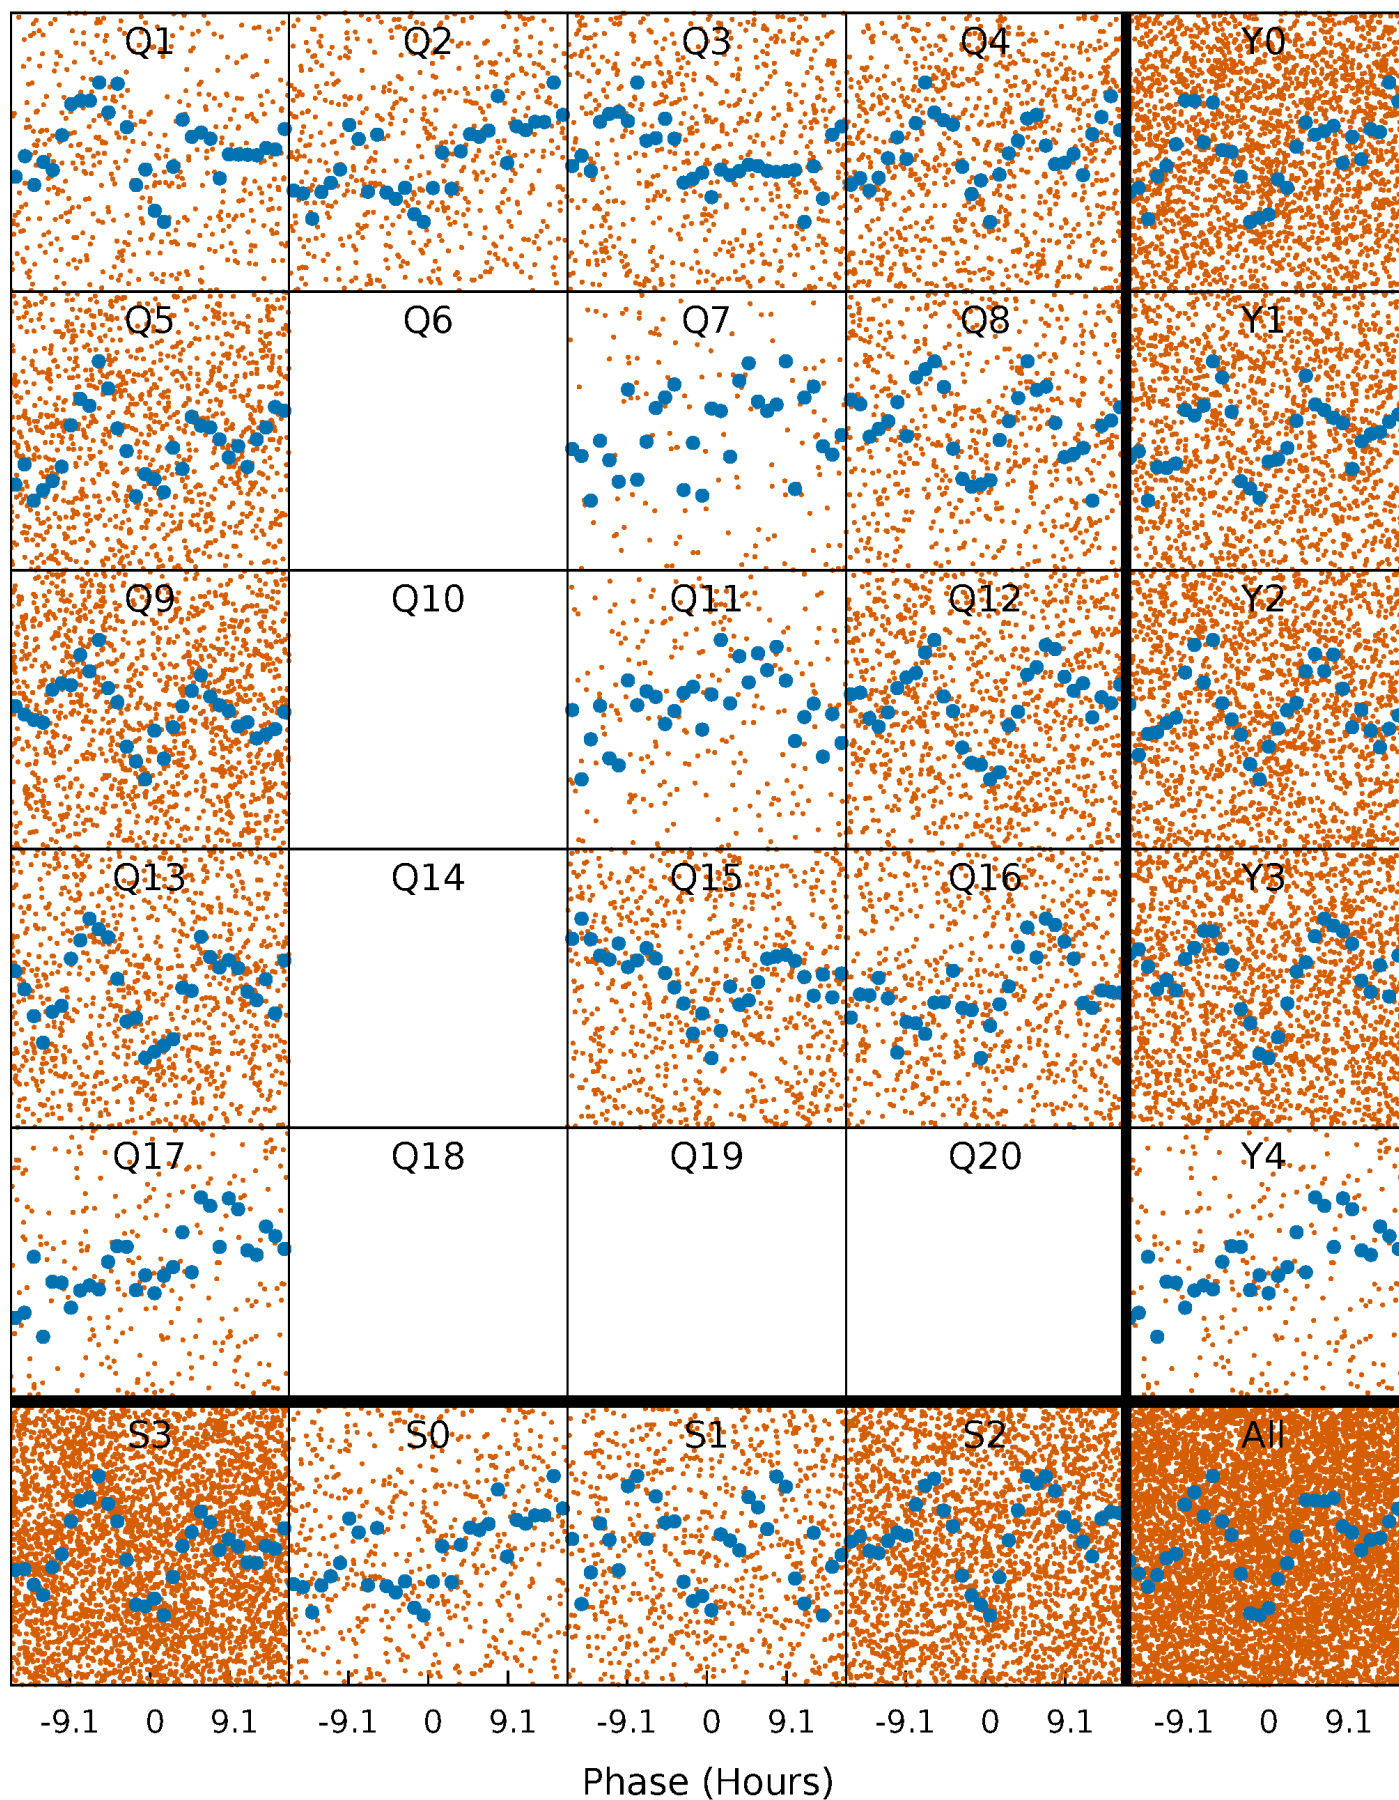 Q1 Q2 Q3 Q4 Y0
Q5 Q6 Q7 Q8 Y1
Q9 Q10 Q11 Q12 Y2
Q13 Q14 Q15 Q16 Y3
Q17 Q18 Q19 Q20 Y4
S3 S0 S1 S2 All
-9.1 0 9.1 -9.1 0 9.1 -9.1 0 9.1 -9.1 0 9.1 -9.1 0 9.1
Phase (Hours)